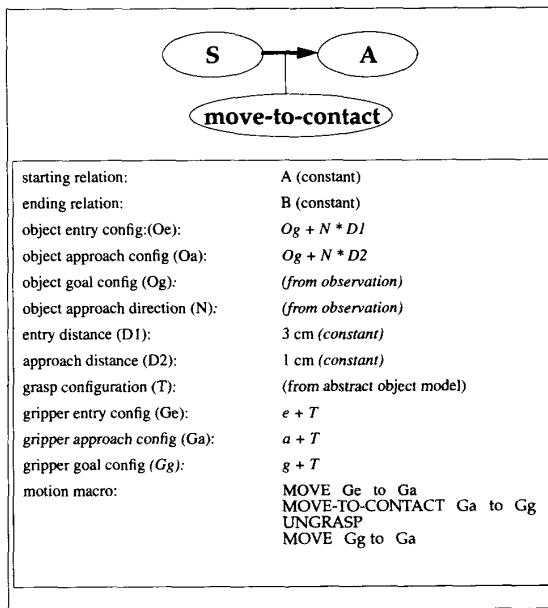 S A
move-to-contact
starting relation: A (constant)
ending relation: B (constant)
object entry config:(Oe): Og + N * D1
object approach config (Oa): Og + N * D2
object goal config (Og): (from observation)
object approach direction (N): (from observation)
entry distance (D1): 3 cm (constant)
approach distance (D2): 1 cm (constant)
grasp configuration (T): (from abstract object model)
gripper entry config (Ge): e + T
gripper approach config (Ga): a + T
gripper goal config (Gg): g + T
motion macro: MOVE Ge to Ga
MOVE-TO-CONTACT Ga to Gg
UNGRASP
MOVE Gg to Ga